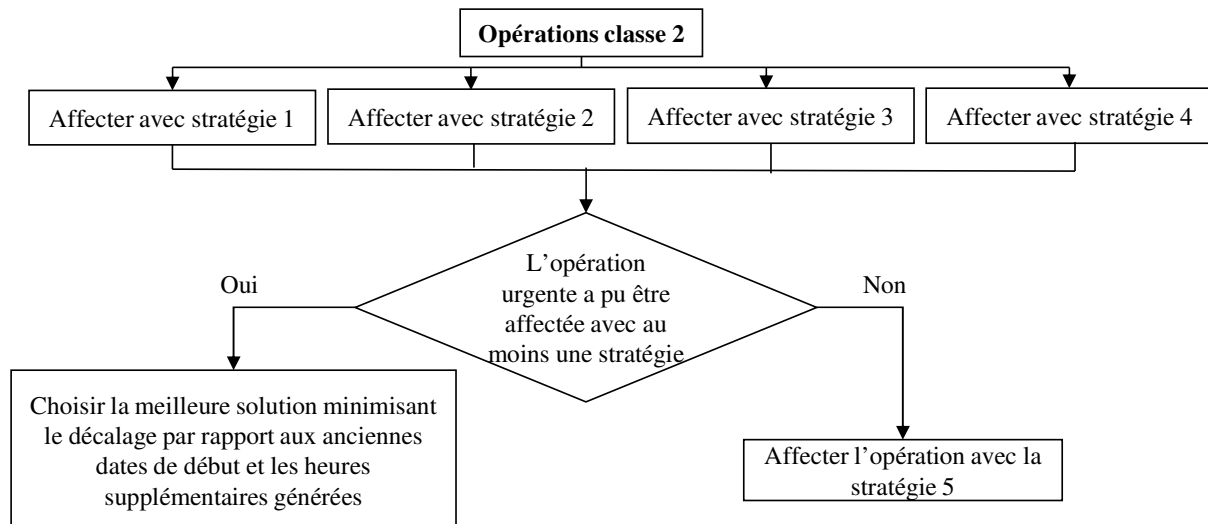 Opérations classe 2
Affecter avec stratégie 1
Affecter avec stratégie 2
Affecter avec stratégie 3
Affecter avec stratégie 4
L’opération
urgente a pu être
affectée avec au
moins une stratégie
Oui
Non
Choisir la meilleure solution minimisant
le décalage par rapport aux anciennes
dates de début et les heures
supplémentaires générées
Affecter l’opération avec la
stratégie 5